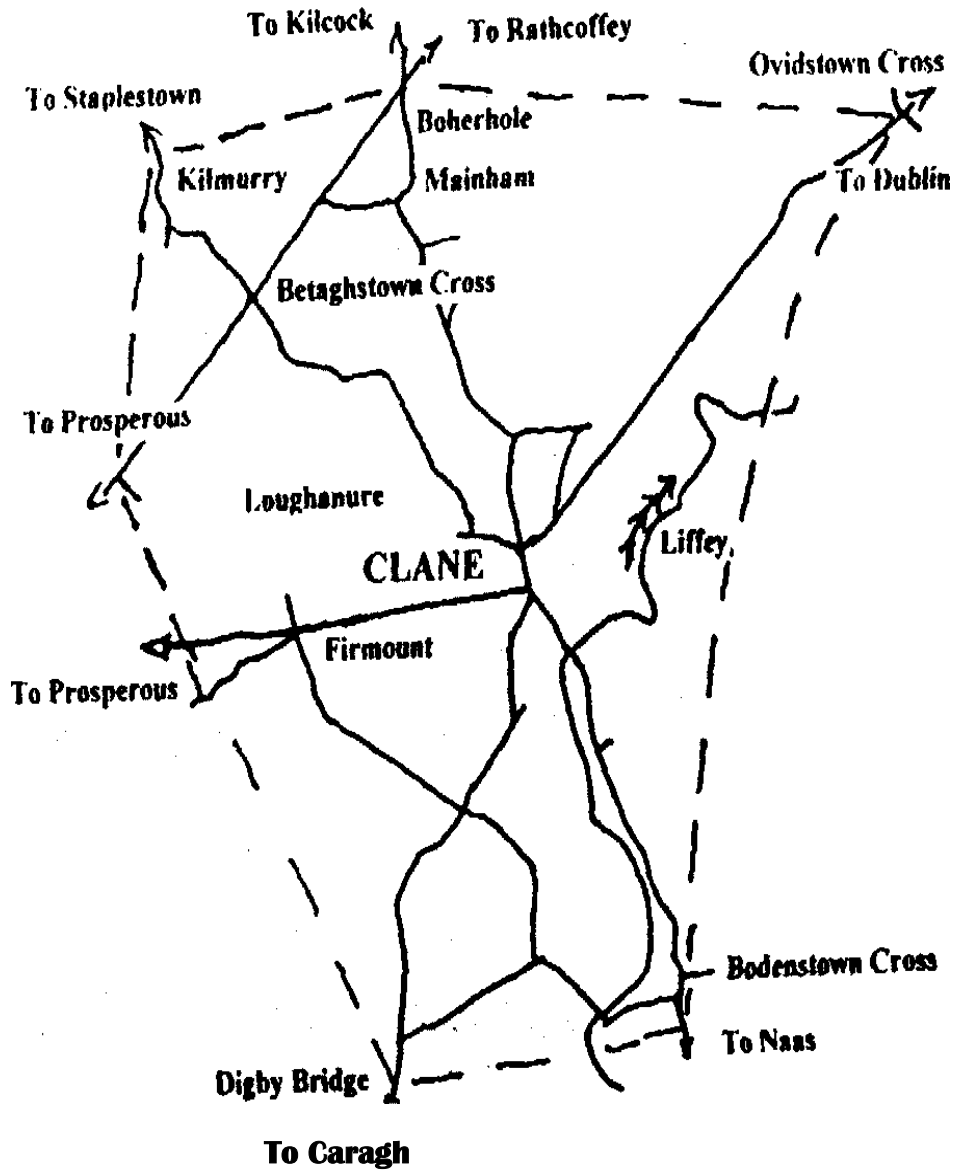 To Kilcock
To Rathcoffey
Ovidstown Cross
To Staplestown
Boherhole
Kilmurry
Mainham
To Dublin
Betaghstown Cross
To Prosperous
Loughanure
Liffey
CLANE
Firmount
To Prosperous
Bodenstown Cross
To Naas
Digby Bridge
To Caragh